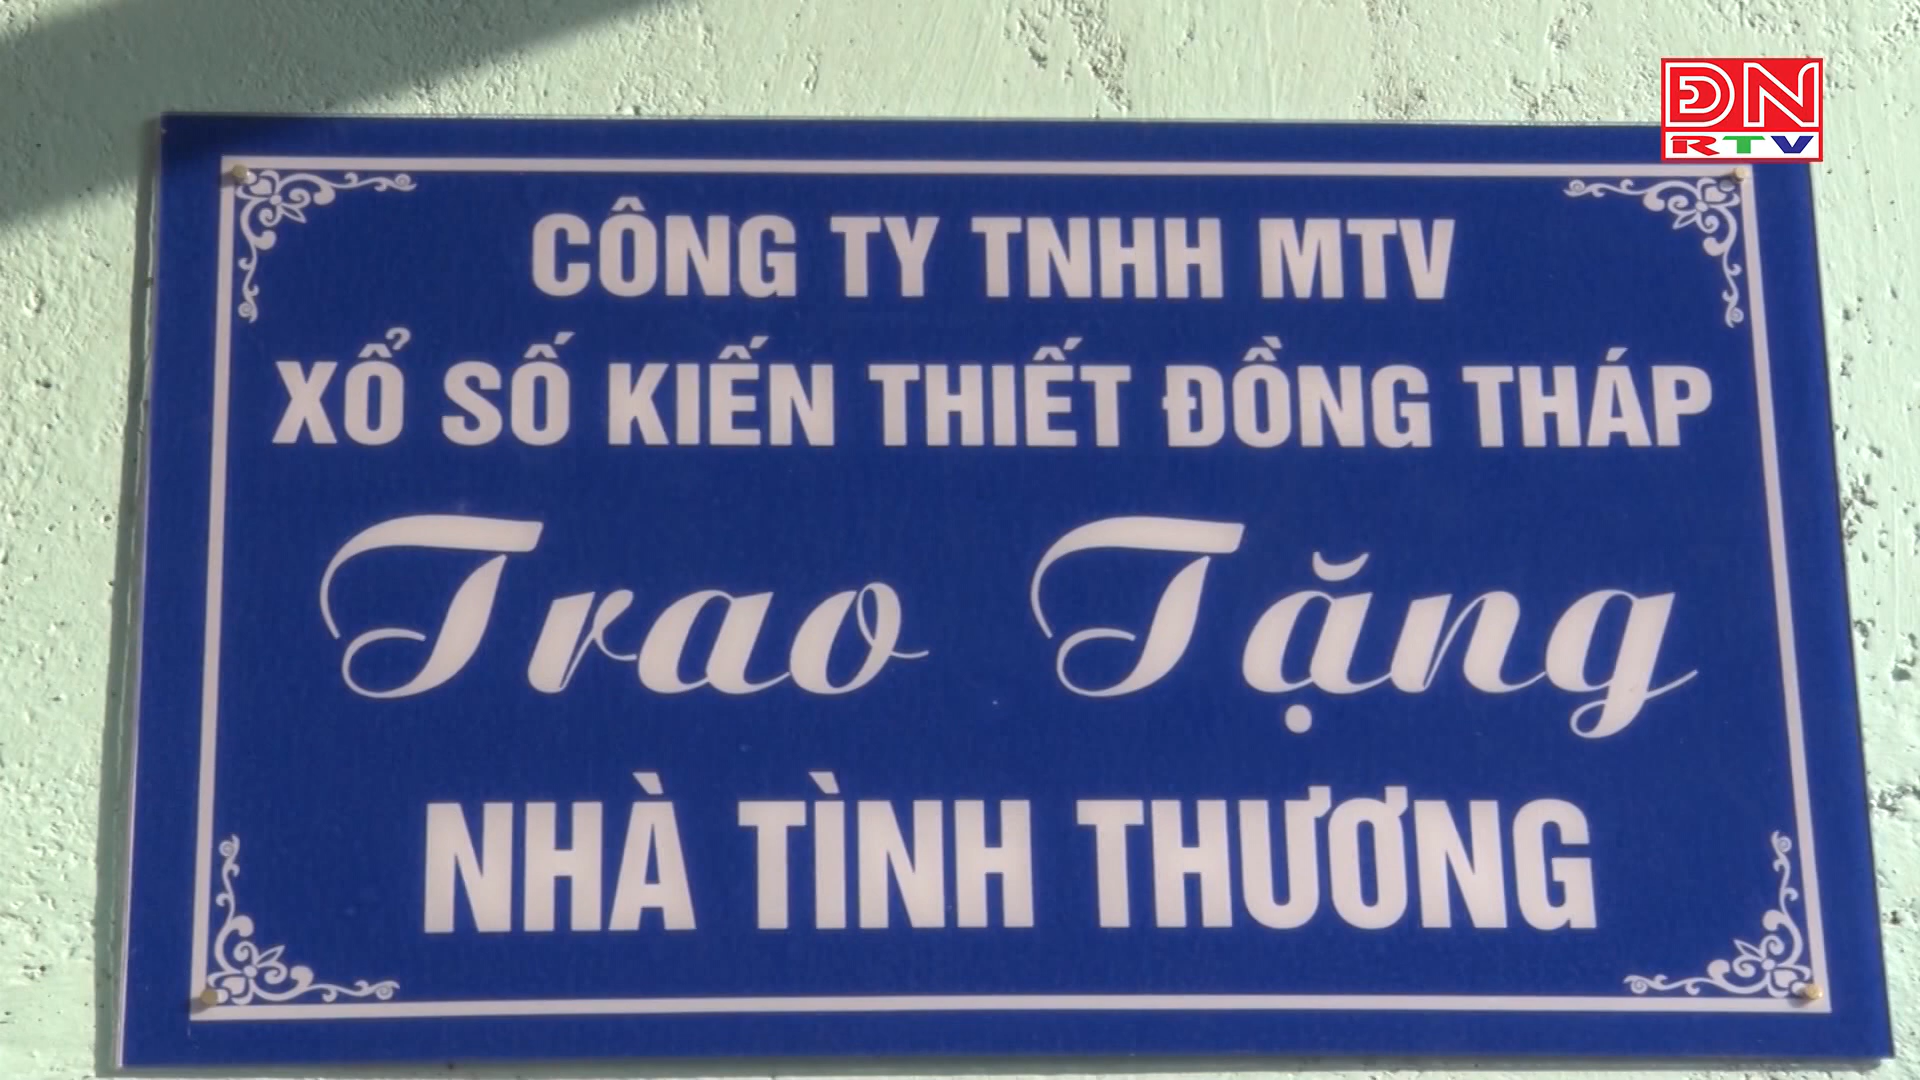 ĐN
RTV
CÔNG TY TNHH MTV
XỔ SỐ KIẾN THIẾT ĐỒNG THÁP
Trao Tặng
NHÀ TÌNH THƯƠNG